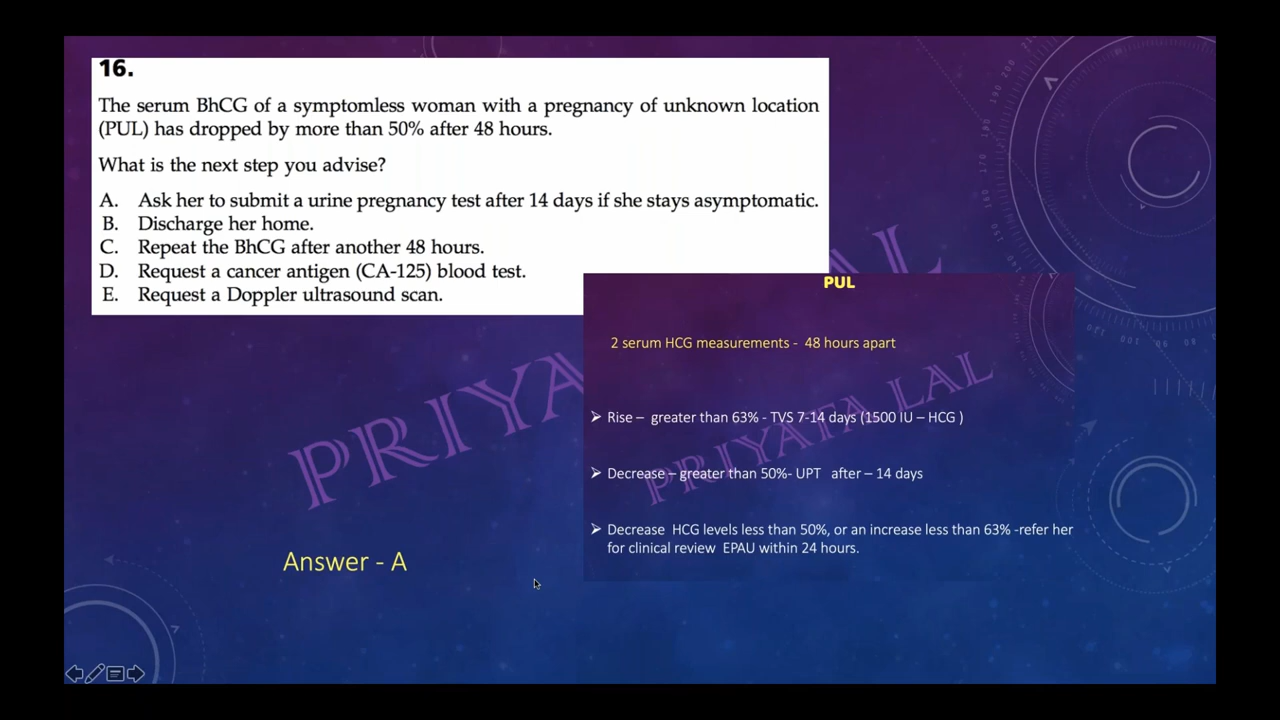 16.
The serum BhCG of a symptomless woman with a pregnancy of unknown location
(PUL) has dropped by more than 50% after 48 hours.
What is the next step you advise?
A. Ask her to submit a urine pregnancy test after 14 days if she stays asymptomatic.
B. Discharge her home.
C. Repeat the BhCG after another 48 hours.
D. Request a cancer antigen (CA-125) blood test.
E. Request a Doppler ultrasound scan.
PUL
2 serum HCG measurements - 48 hours apart
➢ Rise – greater than 63% - TVS 7-14 days (1500 IU – HCG )
➢ Decrease – greater than 50%- UPT after – 14 days
➢ Decrease HCG levels less than 50%, or an increase less than 63% -refer her
for clinical review EPAU within 24 hours.
Answer - A
PRIYA
AL
PRIYATA LAL